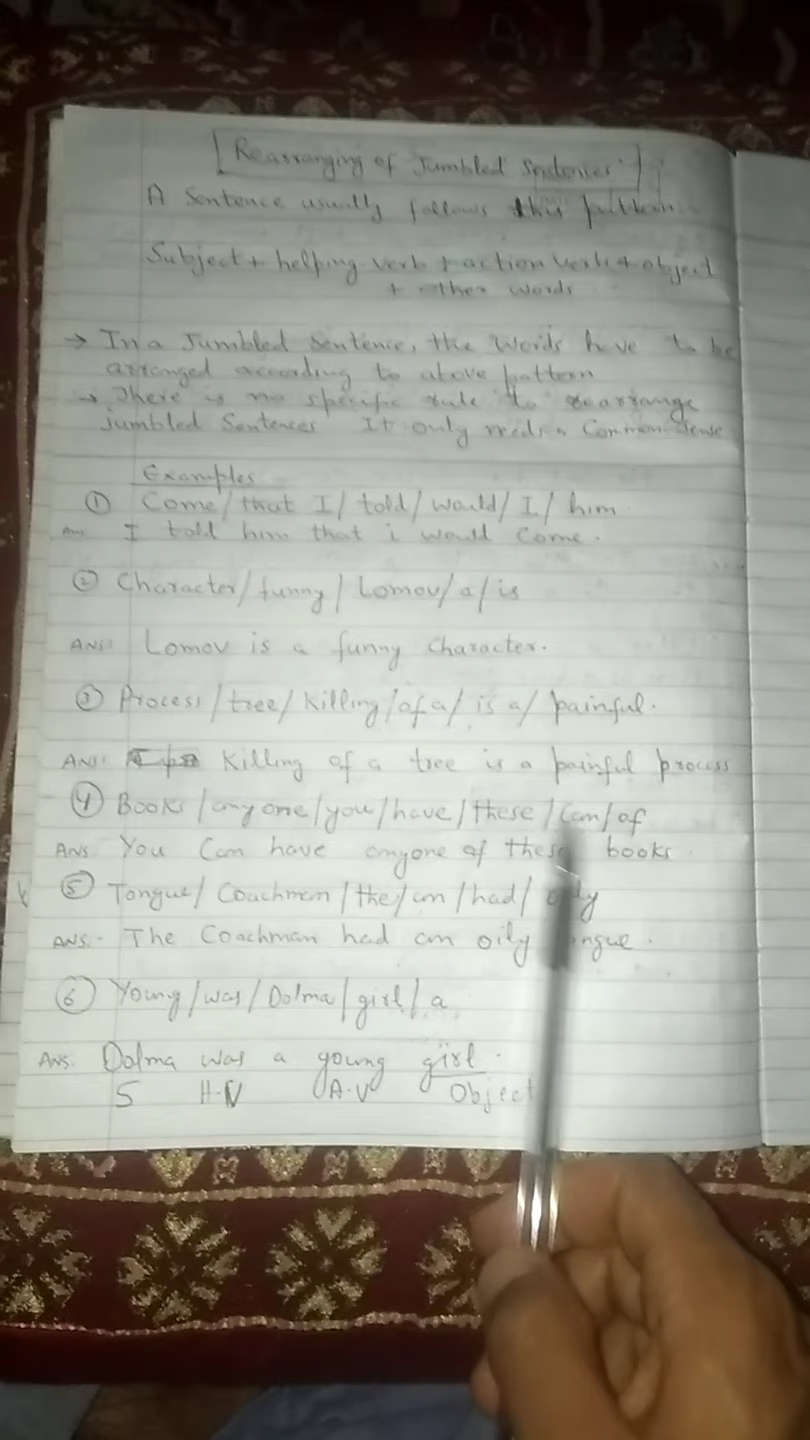 [Rearranging of Jumbled Sentences]
A Sentence usually follows this pattern
Subject + helping verb + action verb + object
+ other words
→ In a Jumbled Sentence, the words have to be
arranged according to above pattern
→ There is no specific rule to rearrange
jumbled Sentences It only needs a Common sense
Examples
① Come/that I/told/would/I/him
Ans I told him that i would Come.
② Character/funny/Lomov/a/is
Ans: Lomov is a funny Character.
③ Process/tree/killing/of a/is a/painful.
Ans: Killing of a tree is a painful process
④ Books/anyone/you/have/these/can/of
Ans You Can have anyone of these books.
⑤ Tongue/Coachman/the/an/had/
Ans:- The Coachman had an oily
⑥ Young/was/Dolma/girl/a
Ans. Dolma was a young girl.
S H.V A.V Object